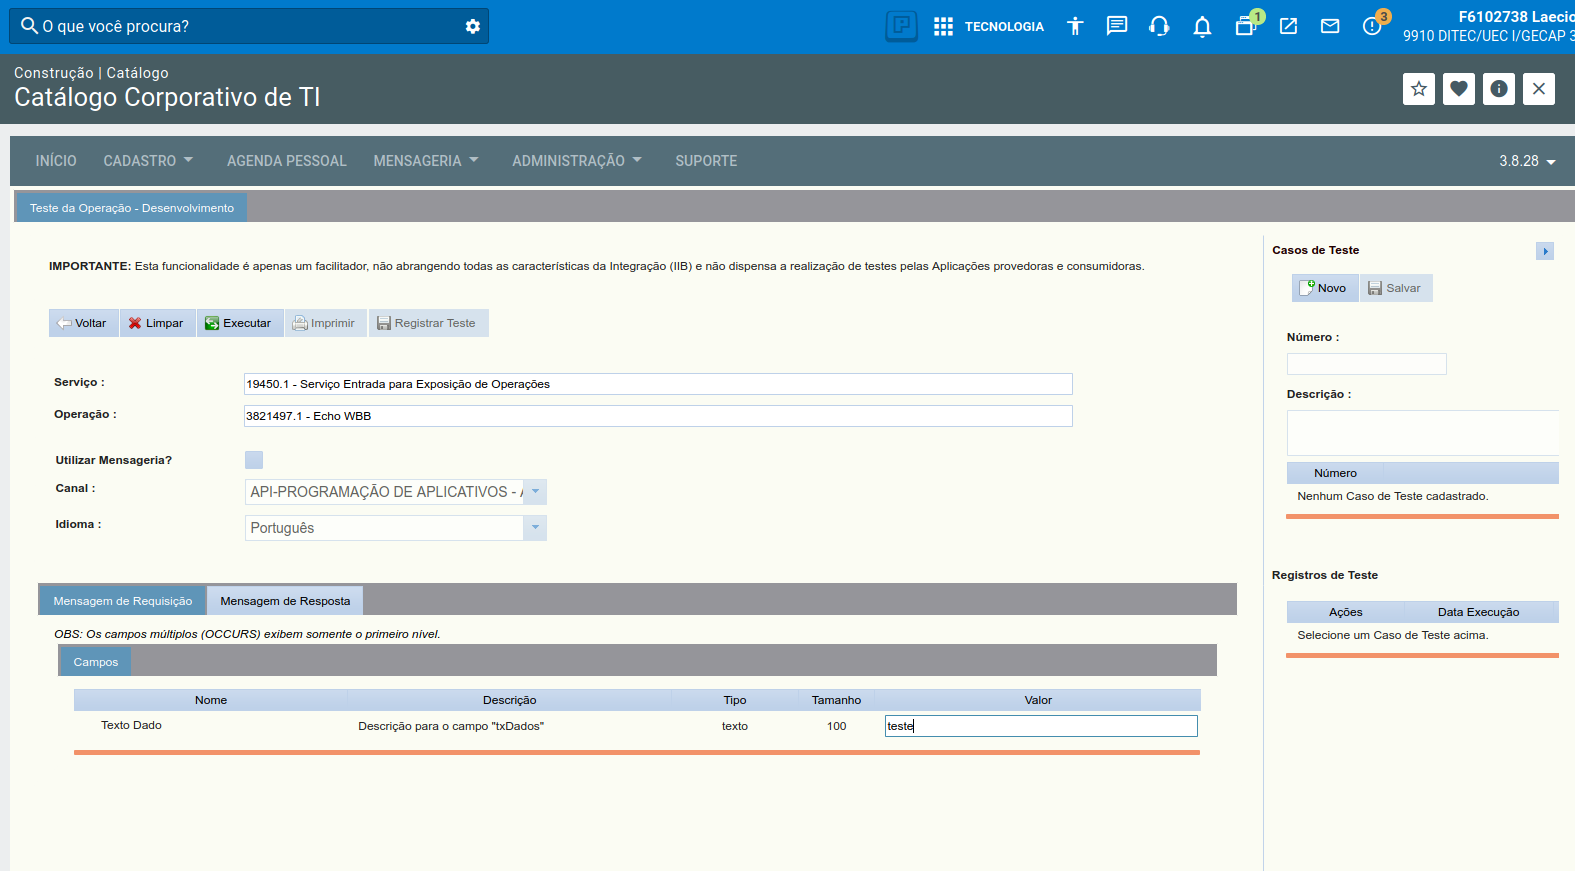 O que você procura?
TECNOLOGIA
1
3
F6102738 Laecio
9910 DITEC/UEC I/GECAP 3
Construção | Catálogo
Catálogo Corporativo de TI
INÍCIO CADASTRO AGENDA PESSOAL MENSAGERIA ADMINISTRAÇÃO SUPORTE 3.8.28
Teste da Operação - Desenvolvimento
IMPORTANTE: Esta funcionalidade é apenas um facilitador, não abrangendo todas as características da Integração (IIB) e não dispensa a realização de testes pelas Aplicações provedoras e consumidoras.
Voltar Limpar Executar Imprimir Registrar Teste
Serviço : 19450.1 - Serviço Entrada para Exposição de Operações
Operação : 3821497.1 - Echo WBB
Utilizar Mensageria?
Canal : API-PROGRAMAÇÃO DE APLICATIVOS -
Idioma : Português
Mensagem de Requisição Mensagem de Resposta
OBS: Os campos múltiplos (OCCURS) exibem somente o primeiro nível.
Campos
Nome Descrição Tipo Tamanho Valor
Texto Dado Descrição para o campo "txDados" texto 100 teste
Casos de Teste
Novo Salvar
Número :
Descrição :
Número
Nenhum Caso de Teste cadastrado.
Registros de Teste
Ações Data Execução
Selecione um Caso de Teste acima.